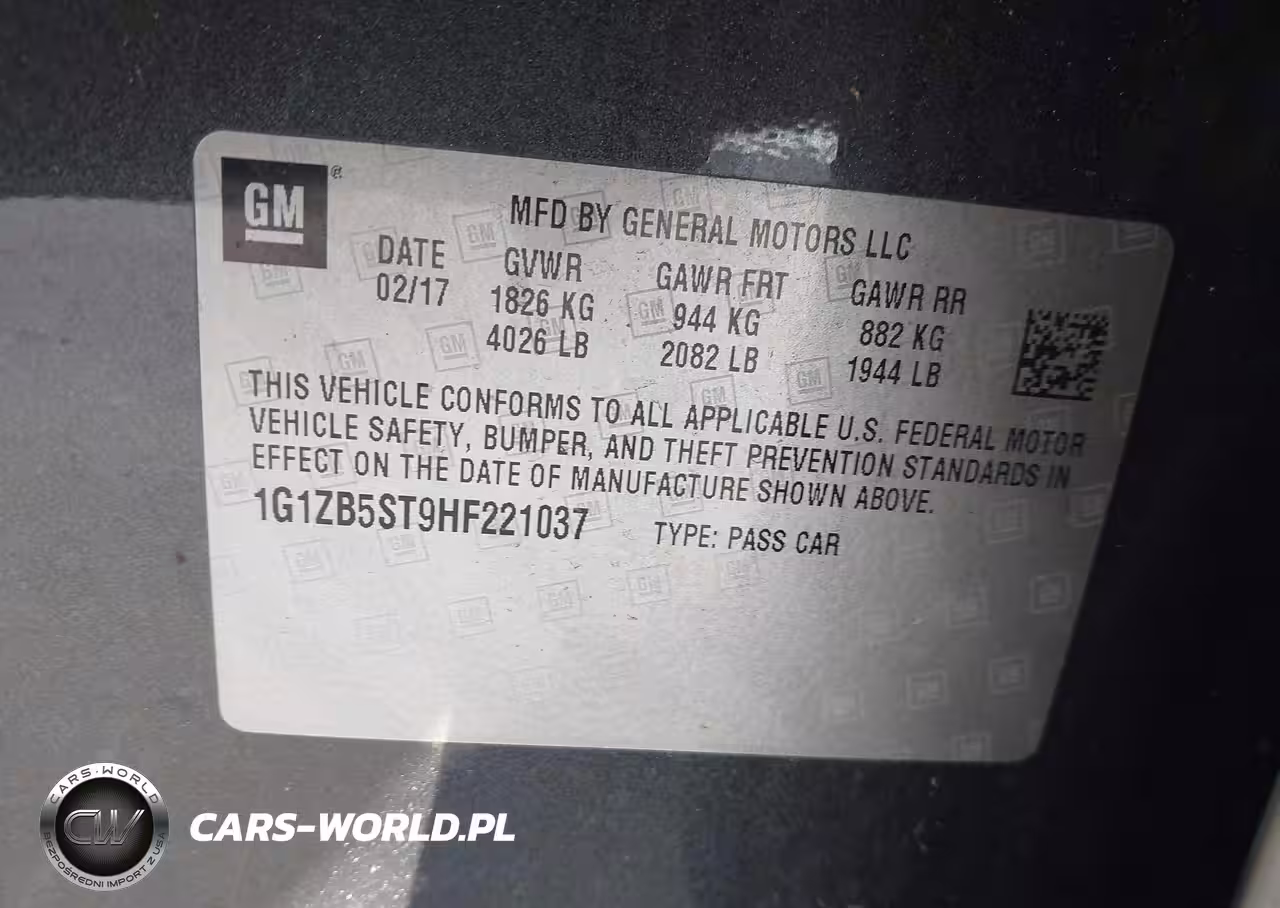 GM ®
MFD BY GENERAL MOTORS LLC
DATE GVWR GAWR FRT GAWR RR
02/17 1826 KG 944 KG 882 KG
4026 LB 2082 LB 1944 LB
THIS VEHICLE CONFORMS TO ALL APPLICABLE U.S. FEDERAL MOTOR
VEHICLE SAFETY, BUMPER, AND THEFT PREVENTION STANDARDS IN
EFFECT ON THE DATE OF MANUFACTURE SHOWN ABOVE.
1G1ZB5ST9HF221037 TYPE: PASS CAR
CARS-WORLD
CW
BEZPOŚREDNI IMPORT Z USA
CARS-WORLD.PL